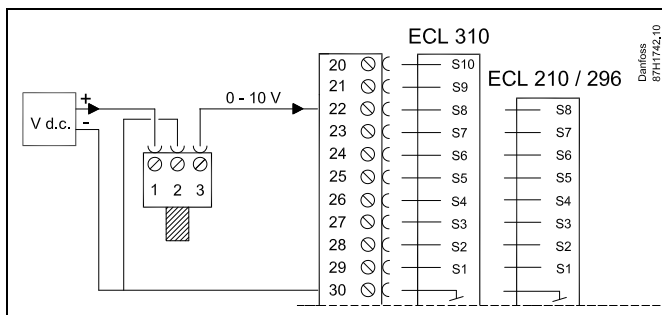 ECL 310
ECL 210 / 296
Danfoss
87H1742.10
V d.c.
+
-
0 - 10 V
1 2 3
20 S10
21 S9
22 S8 S8
23 S7 S7
24 S6 S6
25 S5 S5
26 S4 S4
27 S3 S3
28 S2 S2
29 S1 S1
30